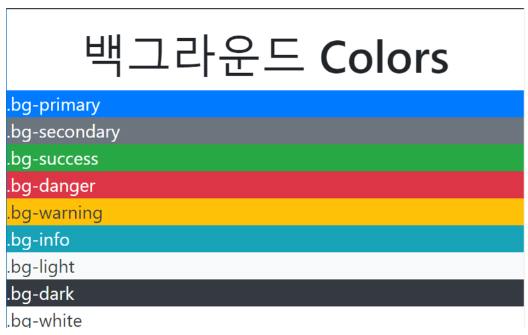 백그라운드 Colors
.bg-primary
.bg-secondary
.bg-success
.bg-danger
.bg-warning
.bg-info
.bg-light
.bg-dark
.bg-white